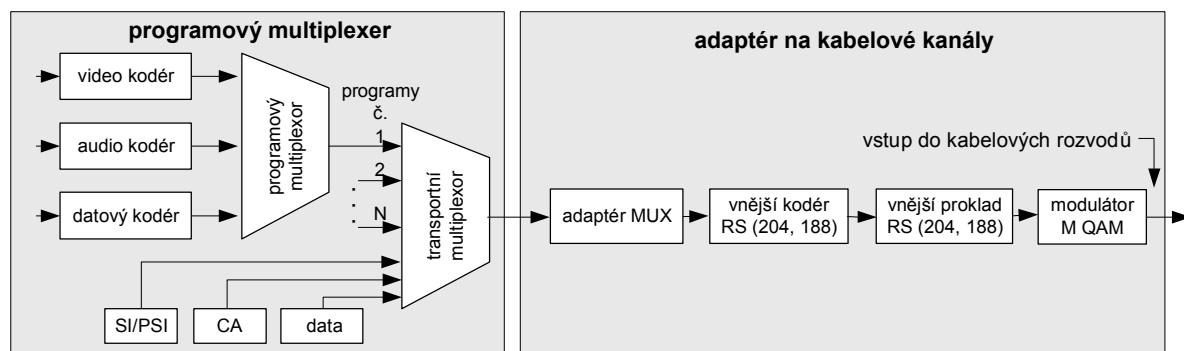 programový multiplexer
video kodér
audio kodér
datový kodér
programový
multiplexor
programy
č.
1
2
N
transportní
multiplexor
SI/PSI
CA
data
adaptér na kabelové kanály
vstup do kabelových rozvodů
adaptér MUX
vnější kodér
RS (204, 188)
vnější proklad
RS (204, 188)
modulátor
M QAM